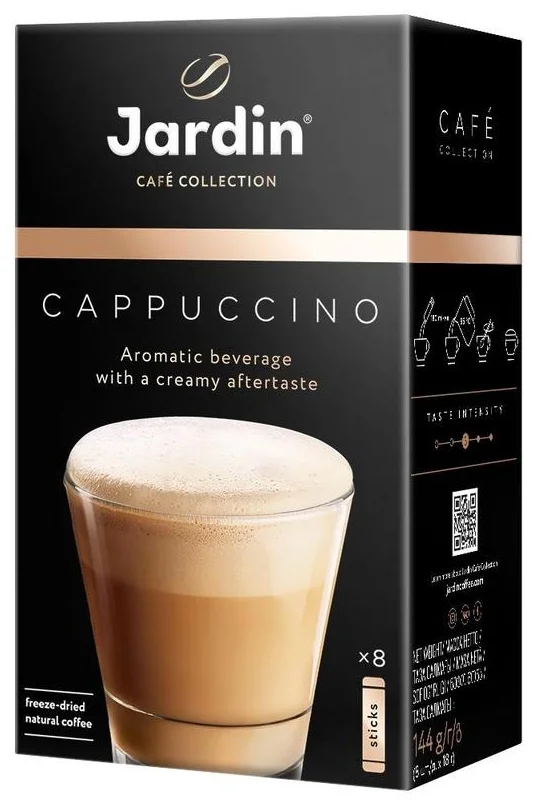 Jardin®
CAFÉ COLLECTION
CAPPUCCINO
Aromatic beverage
with a creamy aftertaste
freeze-dried
natural coffee
×8
sticks
CAFÉ
COLLECTION
TASTE INTENSITY
jardincoffee.com
144 g/г/ð